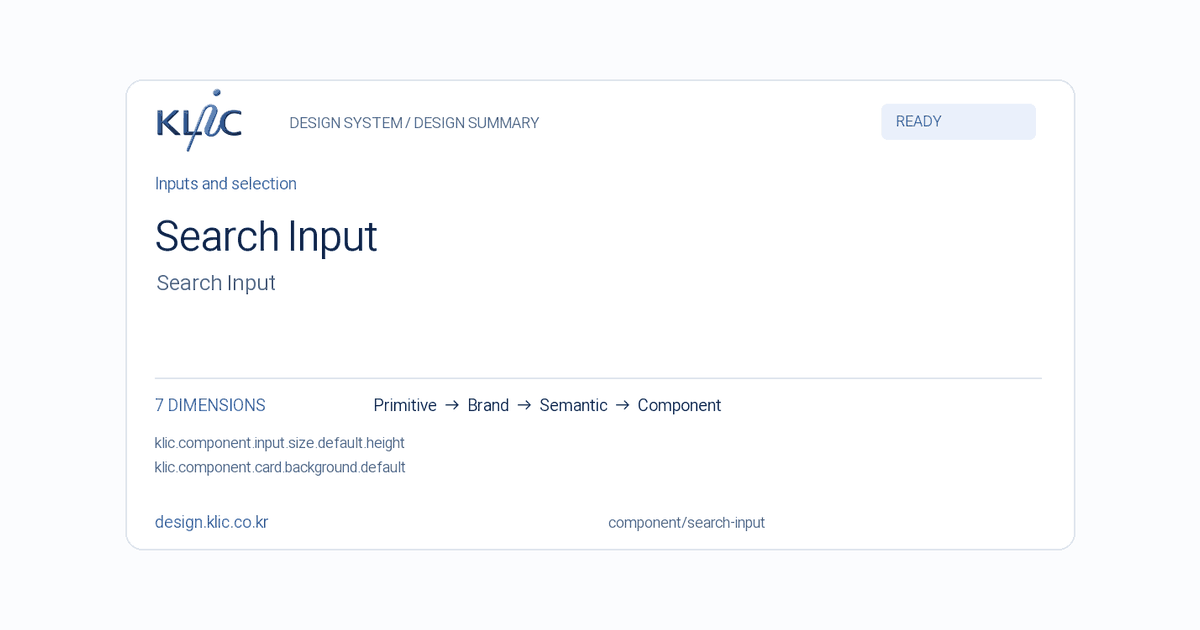 KLiC
DESIGN SYSTEM / DESIGN SUMMARY
READY
Inputs and selection
Search Input
Search Input
7 DIMENSIONS
Primitive → Brand → Semantic → Component
klic.component.input.size.default.height
klic.component.card.background.default
design.klic.co.kr
component/search-input